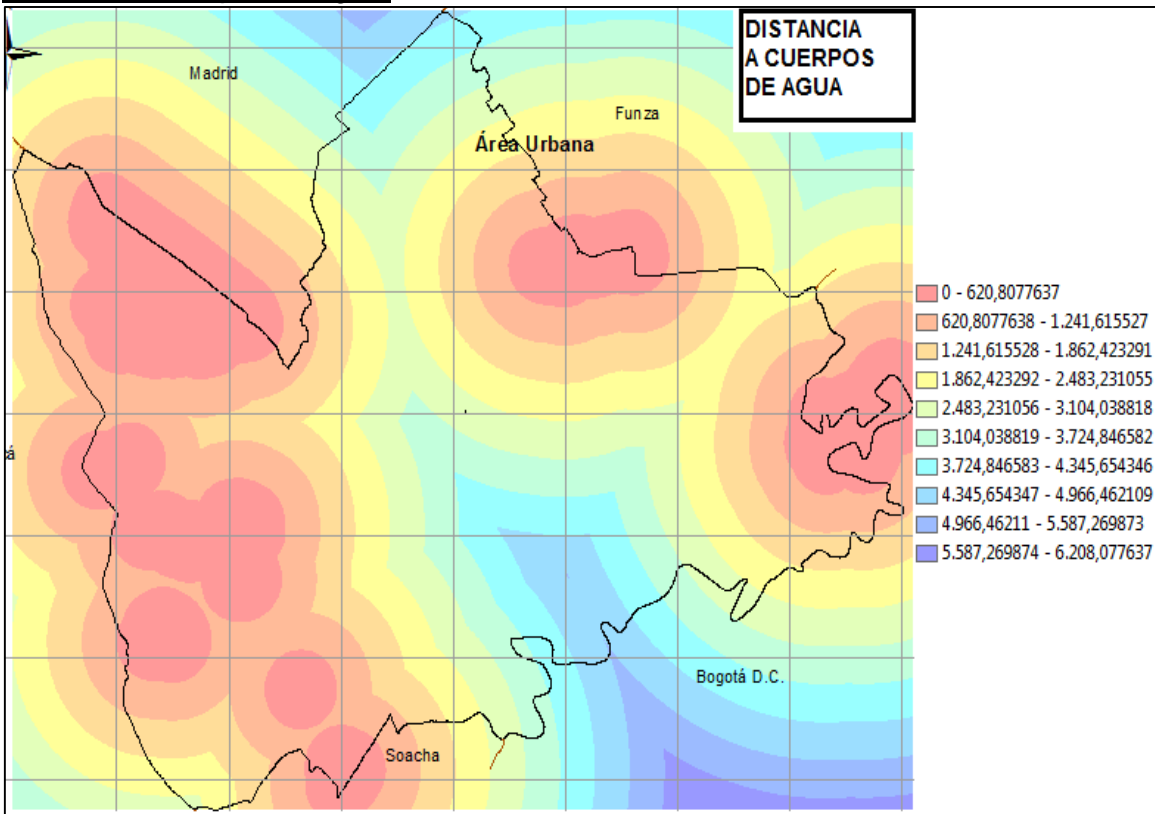 DISTANCIA
A CUERPOS
DE AGUA
Madrid
Funza
Área Urbana
á
Bogotá D.C.
Soacha
0 - 620,8077637
620,8077638 - 1.241,615527
1.241,615528 - 1.862,423291
1.862,423292 - 2.483,231055
2.483,231056 - 3.104,038818
3.104,038819 - 3.724,846582
3.724,846583 - 4.345,654346
4.345,654347 - 4.966,462109
4.966,46211 - 5.587,269873
5.587,269874 - 6.208,077637